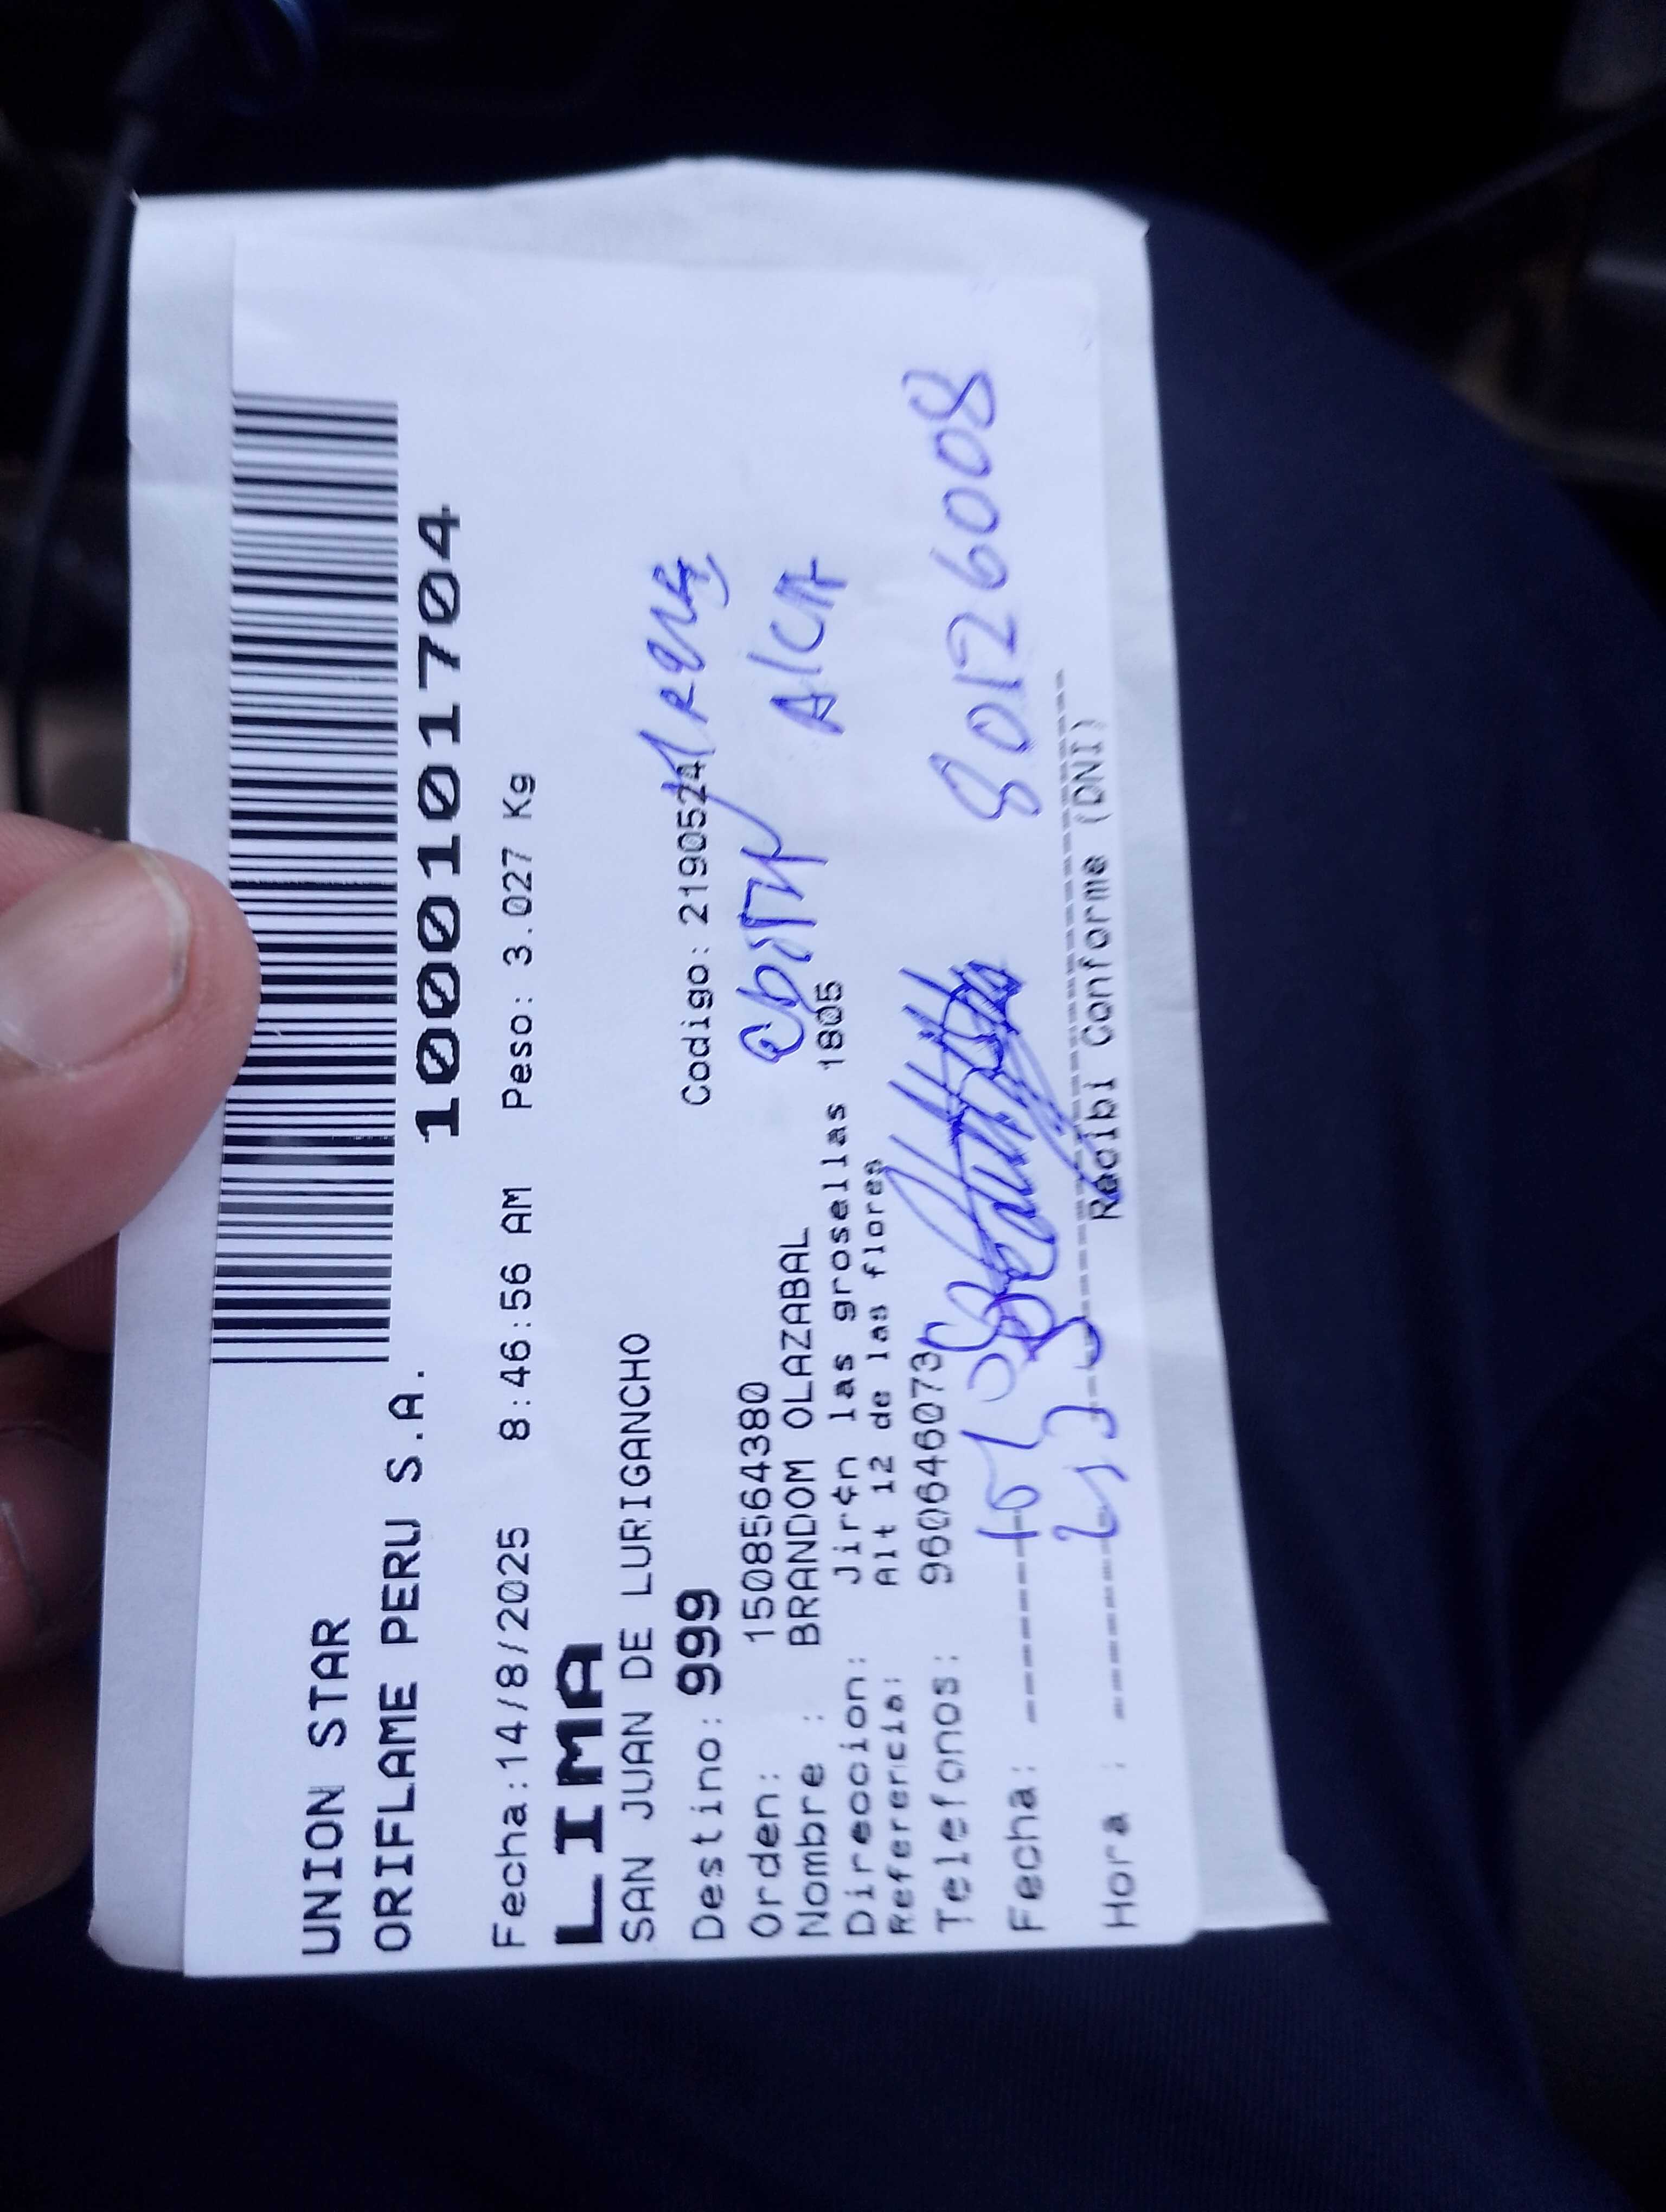 UNION STAR
ORIFLAME PERU S.A.
1000101704
Fecha:14/8/2025 8:46:56 AM Peso: 3.027 Kg
LIMA
SAN JUAN DE LURIGANCHO
Destino: 999 Codigo: 2190524
Orden: 1508564380
Nombre : BRANDOM OLAZABAL
Direccion: Jir¢n las grosellas 1805
Referencia: Alt 12 de las flores
Telefonos: 960646073
Alca
80126008
Fecha:
Hora :
Recibi Conforme (DNI)